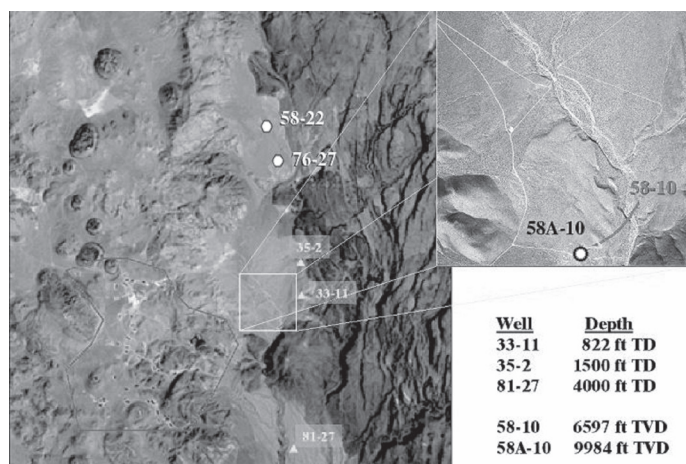 58-22
76-27
35-2
33-11
81-27
58-10
58A-10
Well Depth
33-11 822 ft TD
35-2 1500 ft TD
81-27 4000 ft TD
58-10 6597 ft TVD
58A-10 9984 ft TVD